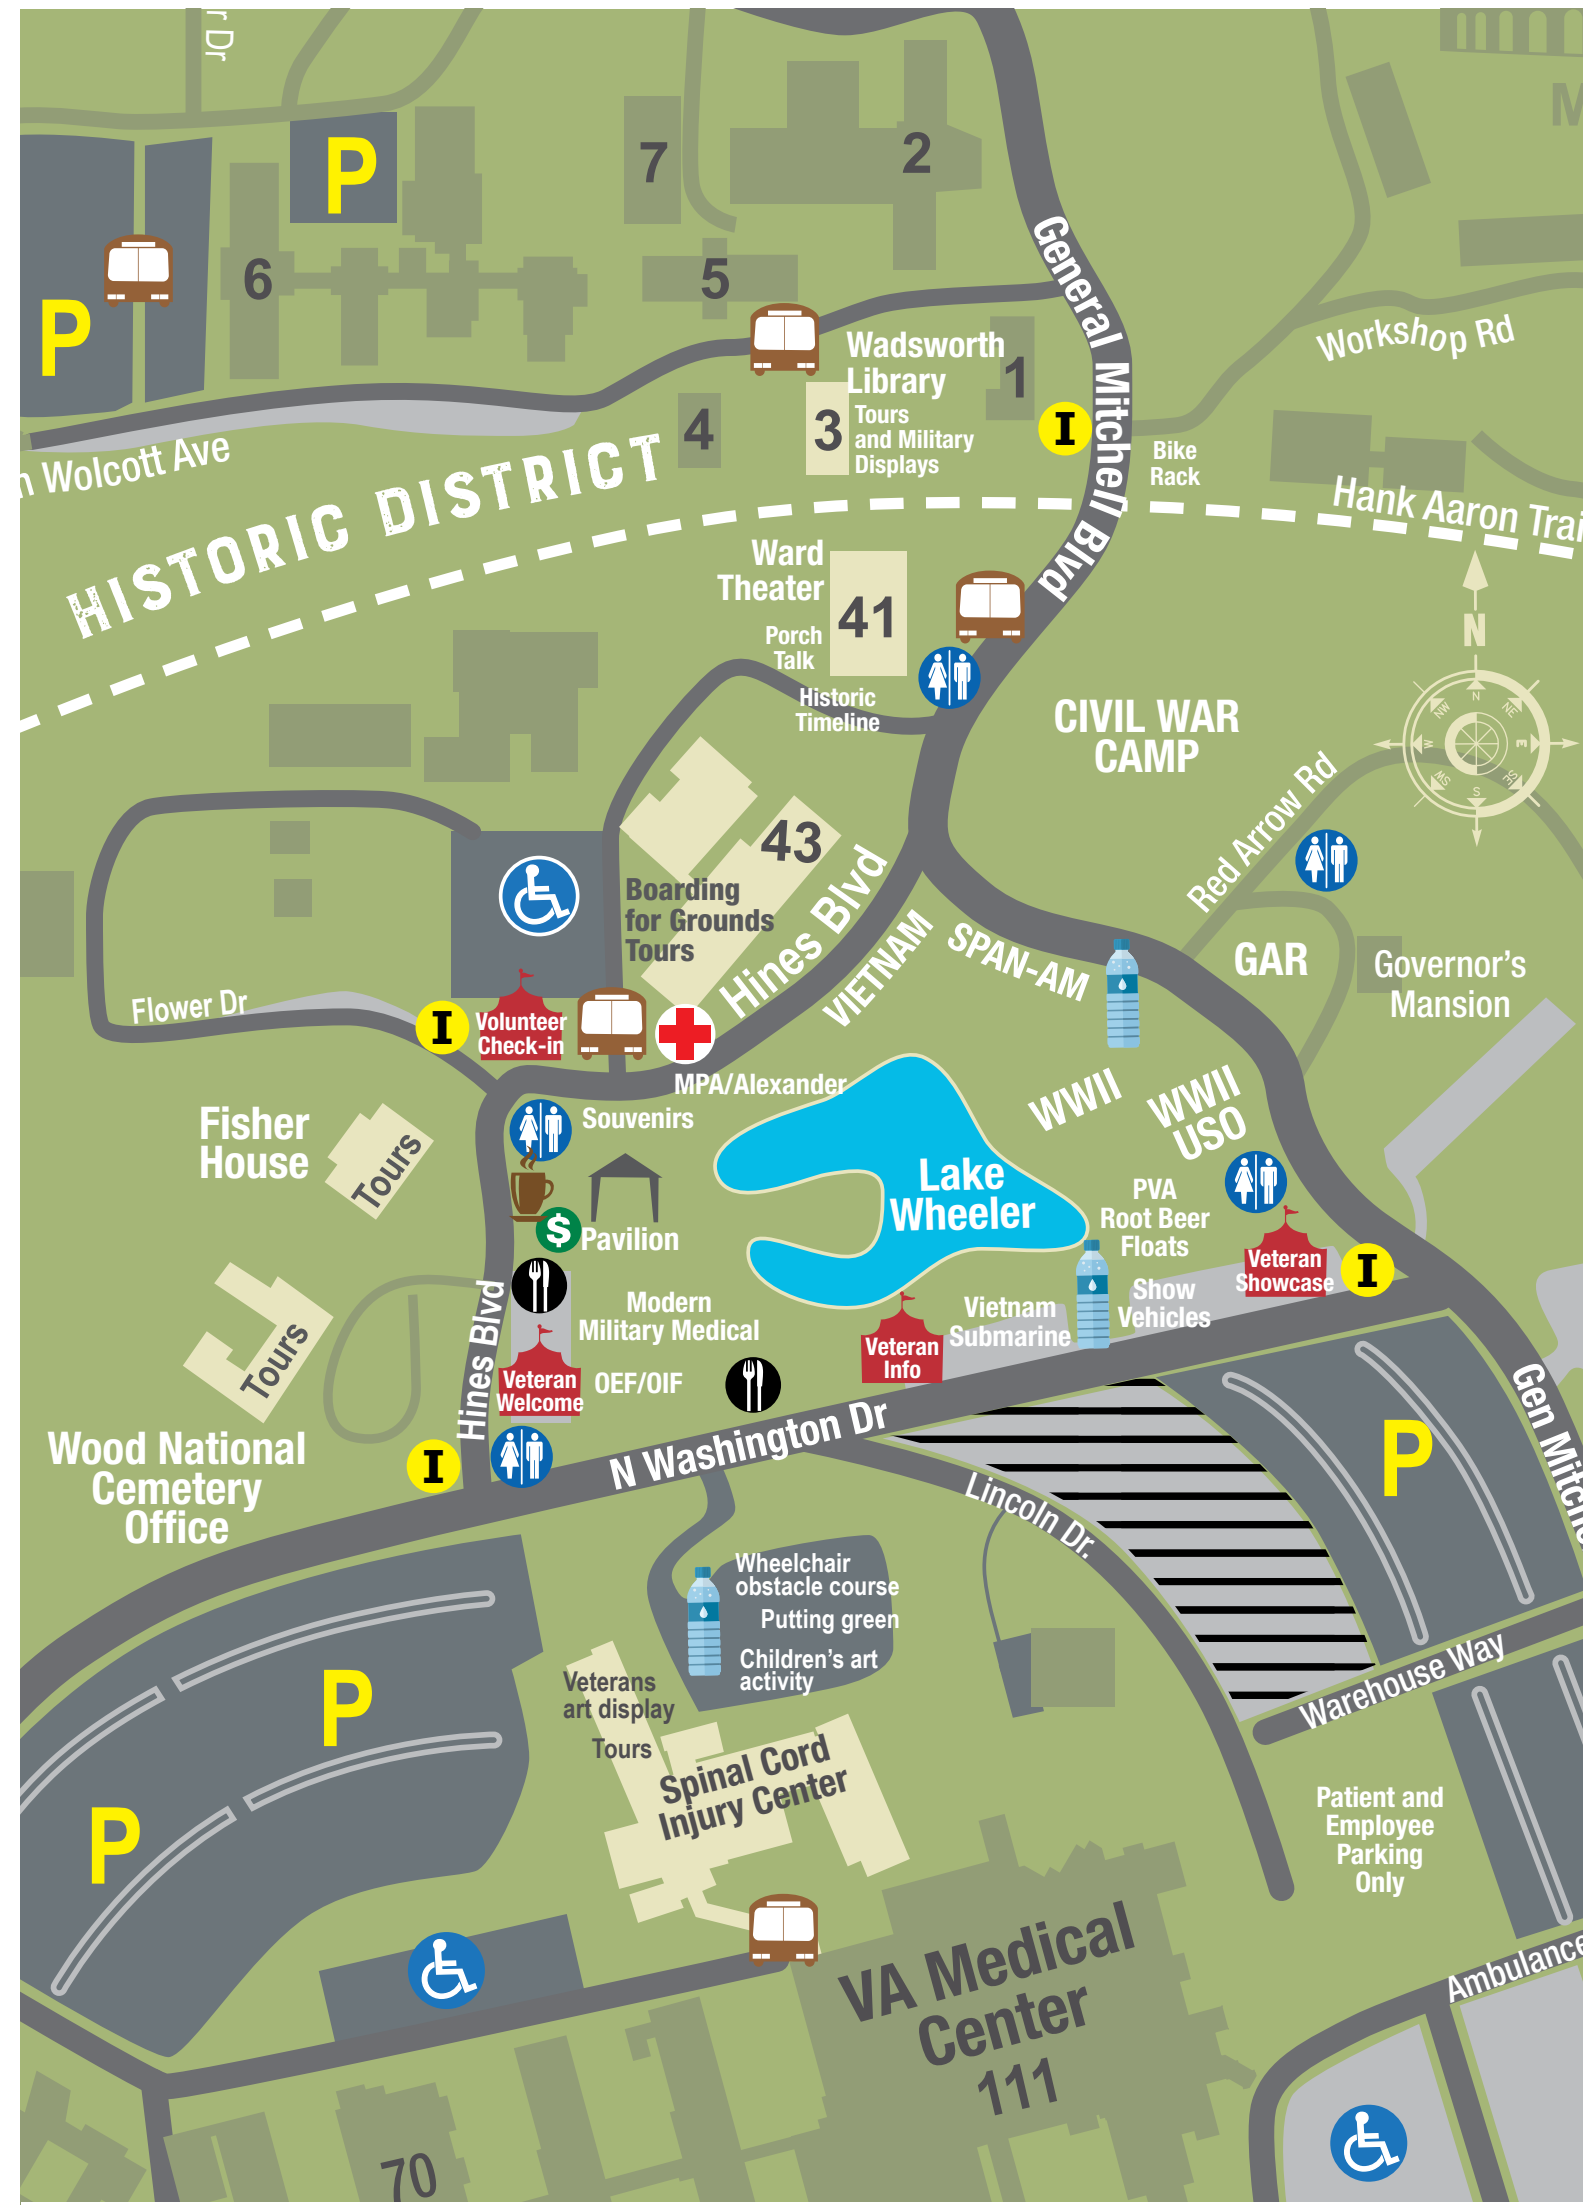 r Dr
P
7
2
General Mitchell Blvd
6
5
P
Workshop Rd
Wadsworth
Library
1
3
Tours
and Military
Displays
4
I
Bike
Rack
n Wolcott Ave
HISTORIC DISTRICT
Hank Aaron Trai
Ward
Theater
41
Porch
Talk
Historic
Timeline
N
N
NE
E
SE
S
SW
W
NW
CIVIL WAR
CAMP
Red Arrow Rd
43
Boarding
for Grounds
Tours
Hines Blvd
VIETNAM
SPAN-AM
GAR
Governor's
Mansion
Flower Dr
I
Volunteer
Check-in
MPA/Alexander
Souvenirs
WWII
WWII
USO
Fisher
House
Tours
Lake
Wheeler
PVA
Root Beer
Floats
$
Pavilion
Veteran
Showcase
I
Show
Vehicles
Vietnam
Submarine
Modern
Military Medical
Veteran
Info
Tours
Hines Blvd
Veteran
Welcome
OEF/OIF
Gen Mitche
N Washington Dr
P
Wood National
Cemetery
Office
I
Lincoln Dr.
Wheelchair
obstacle course
Putting green
Children's art
activity
Veterans
art display
Tours
Warehouse Way
P
Spinal Cord
Injury Center
P
Patient and
Employee
Parking
Only
VA Medical
Center
111
Ambulance
70